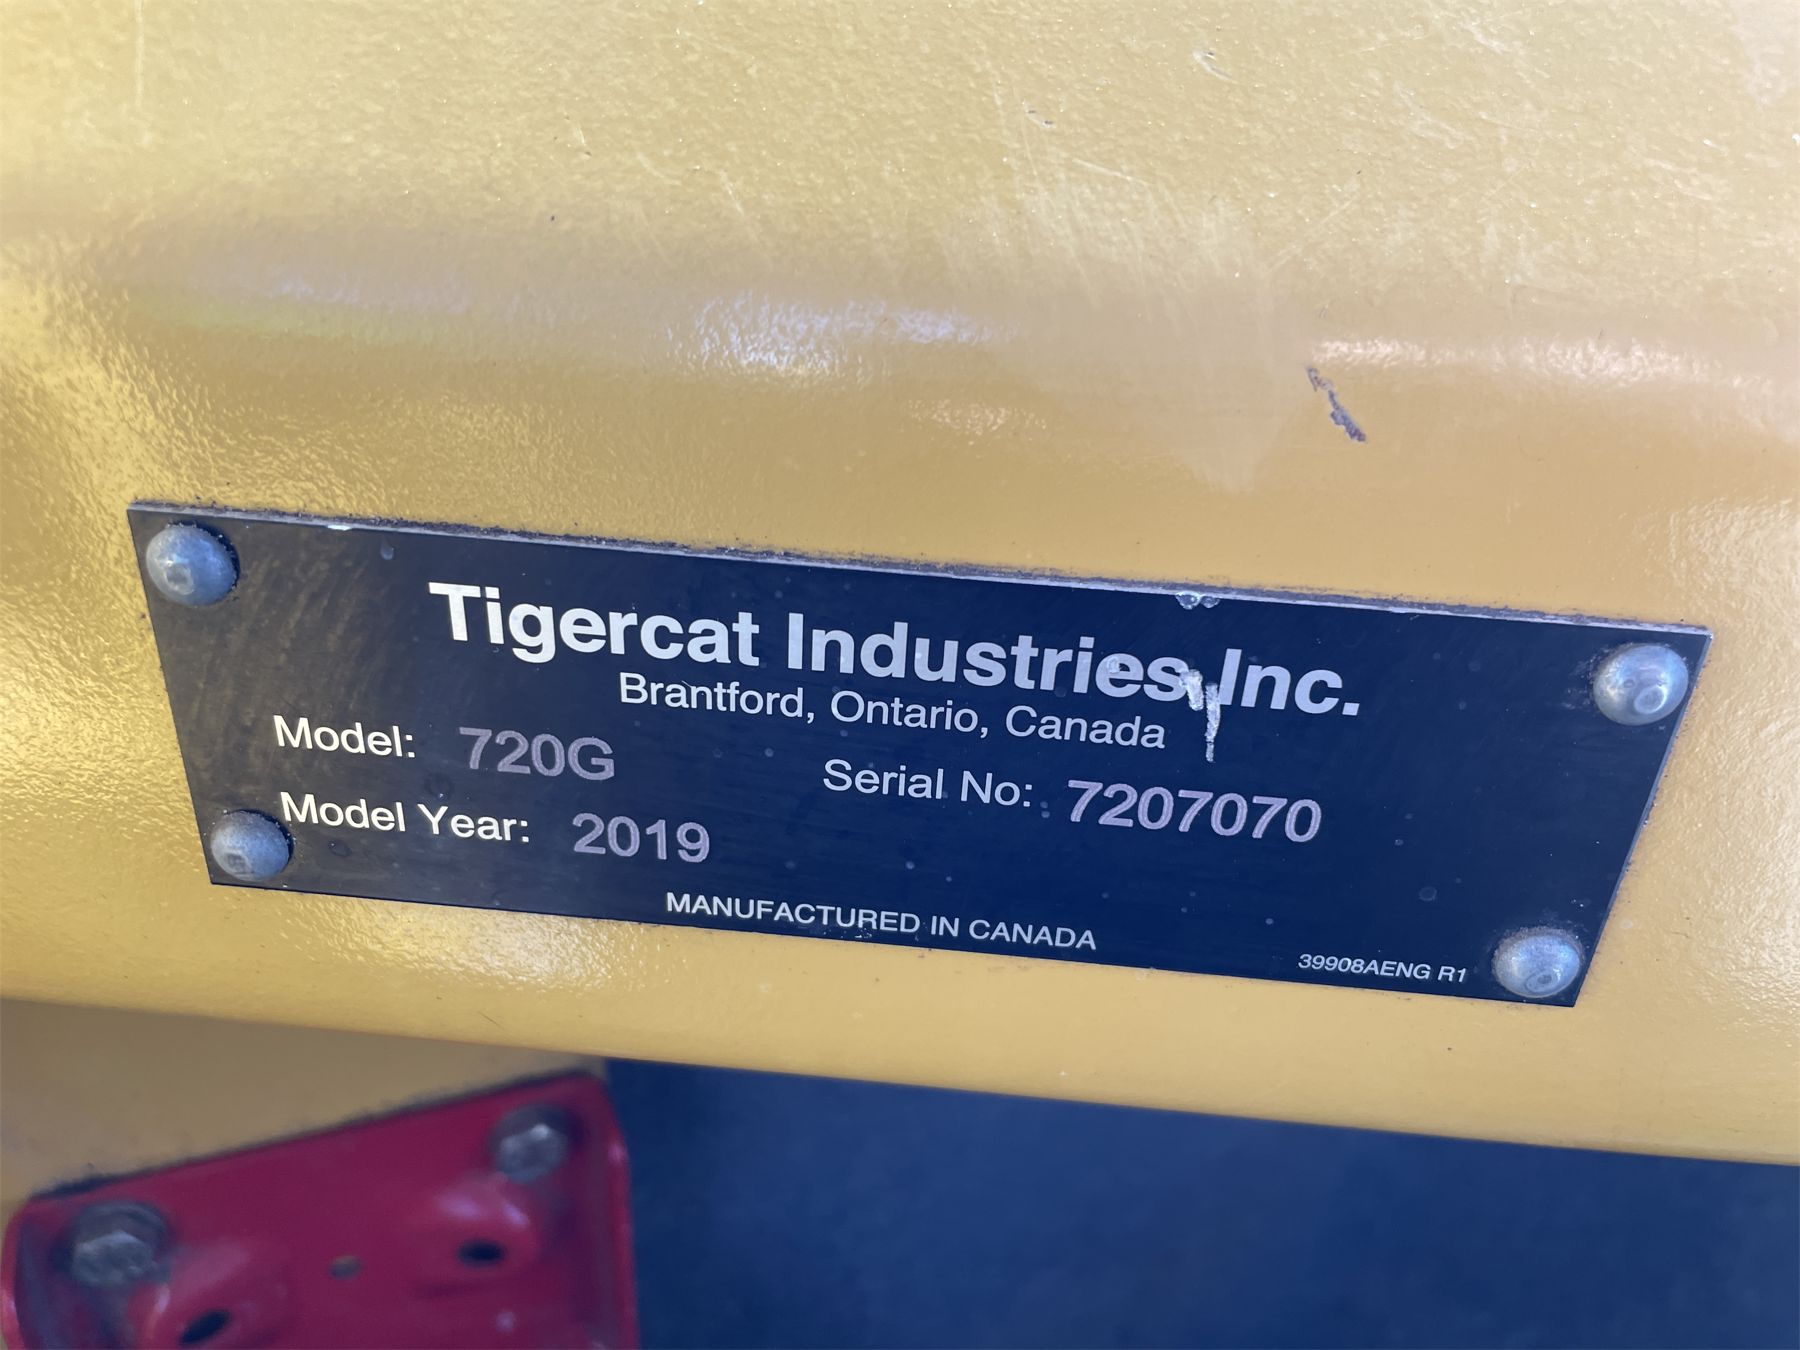 Tigercat Industries Inc.
Brantford, Ontario, Canada
Model: 720G
Serial No: 7207070
Model Year: 2019
MANUFACTURED IN CANADA
39908AENG R1